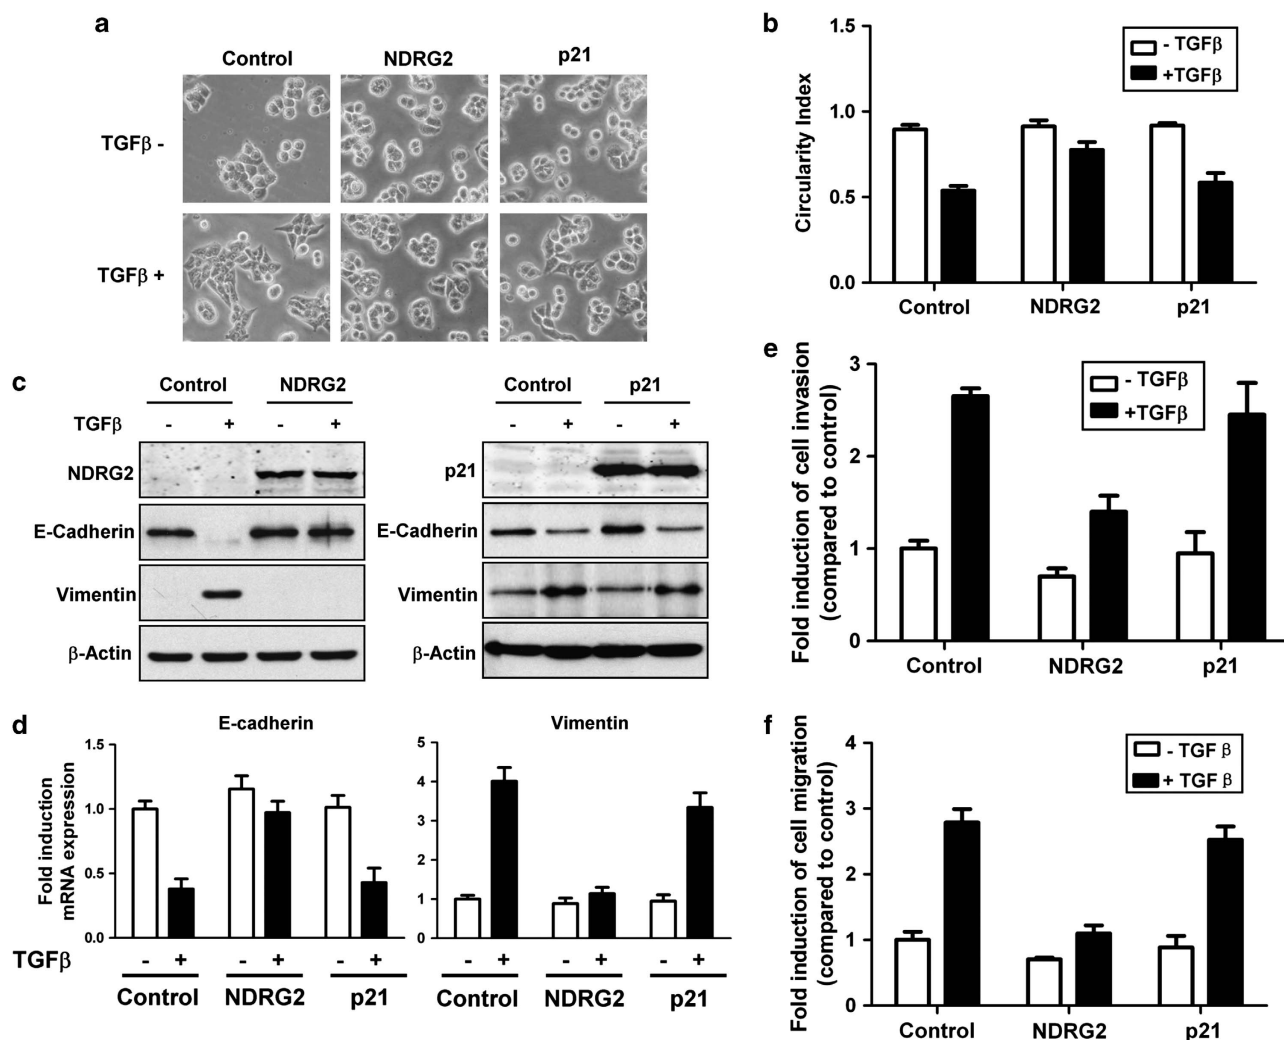 a
Control NDRG2 p21
TGFβ -
TGFβ +
b
1.5
1.0
0.5
0.0
Circularity Index
- TGFβ
+TGFβ
Control NDRG2 p21
c
Control NDRG2
TGFβ - + - +
NDRG2
E-Cadherin
Vimentin
β-Actin
Control p21
- + - +
p21
E-Cadherin
Vimentin
β-Actin
d
E-cadherin
Fold induction
mRNA expression
1.5
1.0
0.5
0.0
Vimentin
5
4
3
2
1
0
TGFβ - + - + - + - + - + - +
Control NDRG2 p21 Control NDRG2 p21
e
Fold induction of cell invasion
(compared to control)
3
2
1
0
- TGFβ
+TGFβ
Control NDRG2 p21
f
Fold induction of cell migration
(compared to control)
4
3
2
1
0
- TGF β
+ TGF β
Control NDRG2 p21